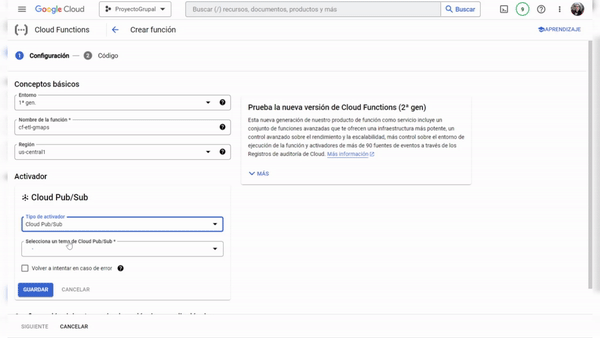 Google Cloud
ProyectoGrupal
Buscar (/) recursos, documentos, productos y más
Buscar
9
Cloud Functions
Crear función
APRENDIZAJE
1 Configuración
2 Código
Conceptos básicos
Entorno
1ª gen.
Nombre de la función *
cf-etl-gmaps
Región
us-central1
Prueba la nueva versión de Cloud Functions (2ª gen)
Esta nueva generación de nuestro producto de función como servicio incluye un
conjunto de funciones avanzadas que te ofrecen una infraestructura más potente, un
control avanzado sobre el rendimiento y la escalabilidad, más control sobre el entorno
de ejecución de la función y activadores de más de 90 fuentes de eventos a través de los
Registros de auditoría de Cloud. Más información
MÁS
Activador
Cloud Pub/Sub
Tipo de activador
Cloud Pub/Sub
Selecciona un tema de Cloud Pub/Sub *
Volver a intentar en caso de error
GUARDAR
CANCELAR
SIGUIENTE
CANCELAR